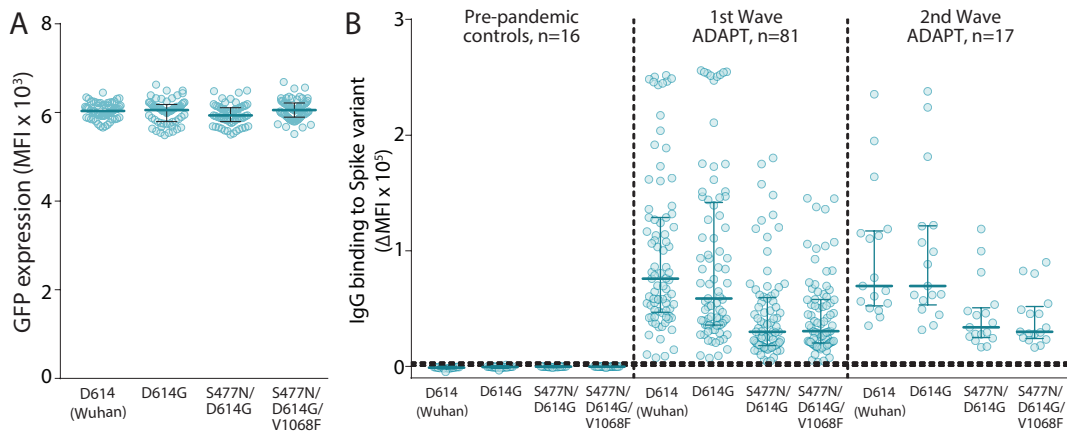 A
GFP expression (MFI x 10³)
8
6
4
2
0
D614
(Wuhan)
D614G
S477N/
D614G
S477N/
D614G/
V1068F
B
IgG binding to Spike variant
(ΔMFI x 10⁵)
3
2
1
0
Pre-pandemic
controls, n=16
1st Wave
ADAPT, n=81
2nd Wave
ADAPT, n=17
D614
(Wuhan)
D614G
S477N/
D614G
S477N/
D614G/
V1068F
D614
(Wuhan)
D614G
S477N/
D614G
S477N/
D614G/
V1068F
D614
(Wuhan)
D614G
S477N/
D614G
S477N/
D614G/
V1068F